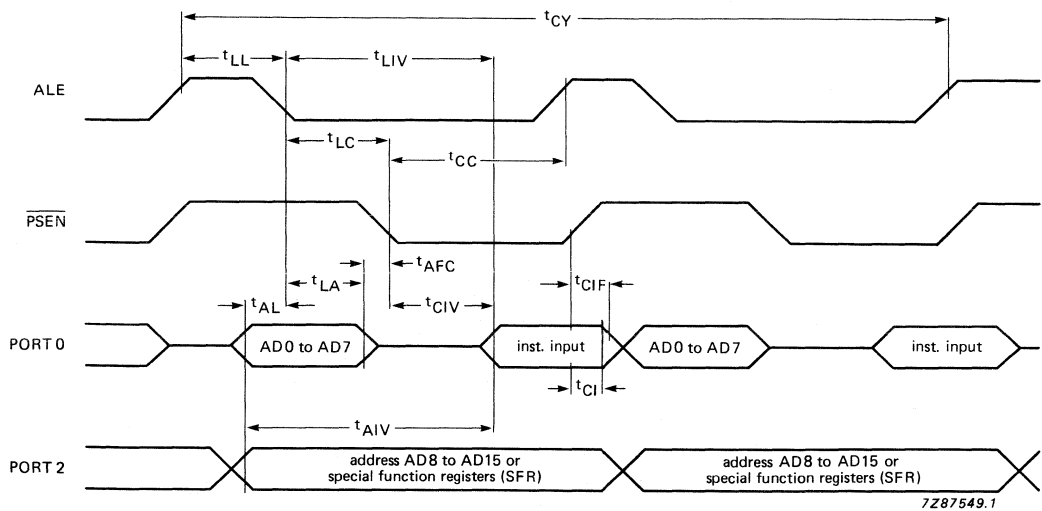 tCY
tLL
tLIV
ALE
tLC
tCC
PSEN
tAFC
tLA
tCIF
tAL
tCIV
PORT 0
AD0 to AD7
inst. input
AD0 to AD7
inst. input
tCI
tAIV
PORT 2
address AD8 to AD15 or
special function registers (SFR)
address AD8 to AD15 or
special function registers (SFR)
7Z87549.1